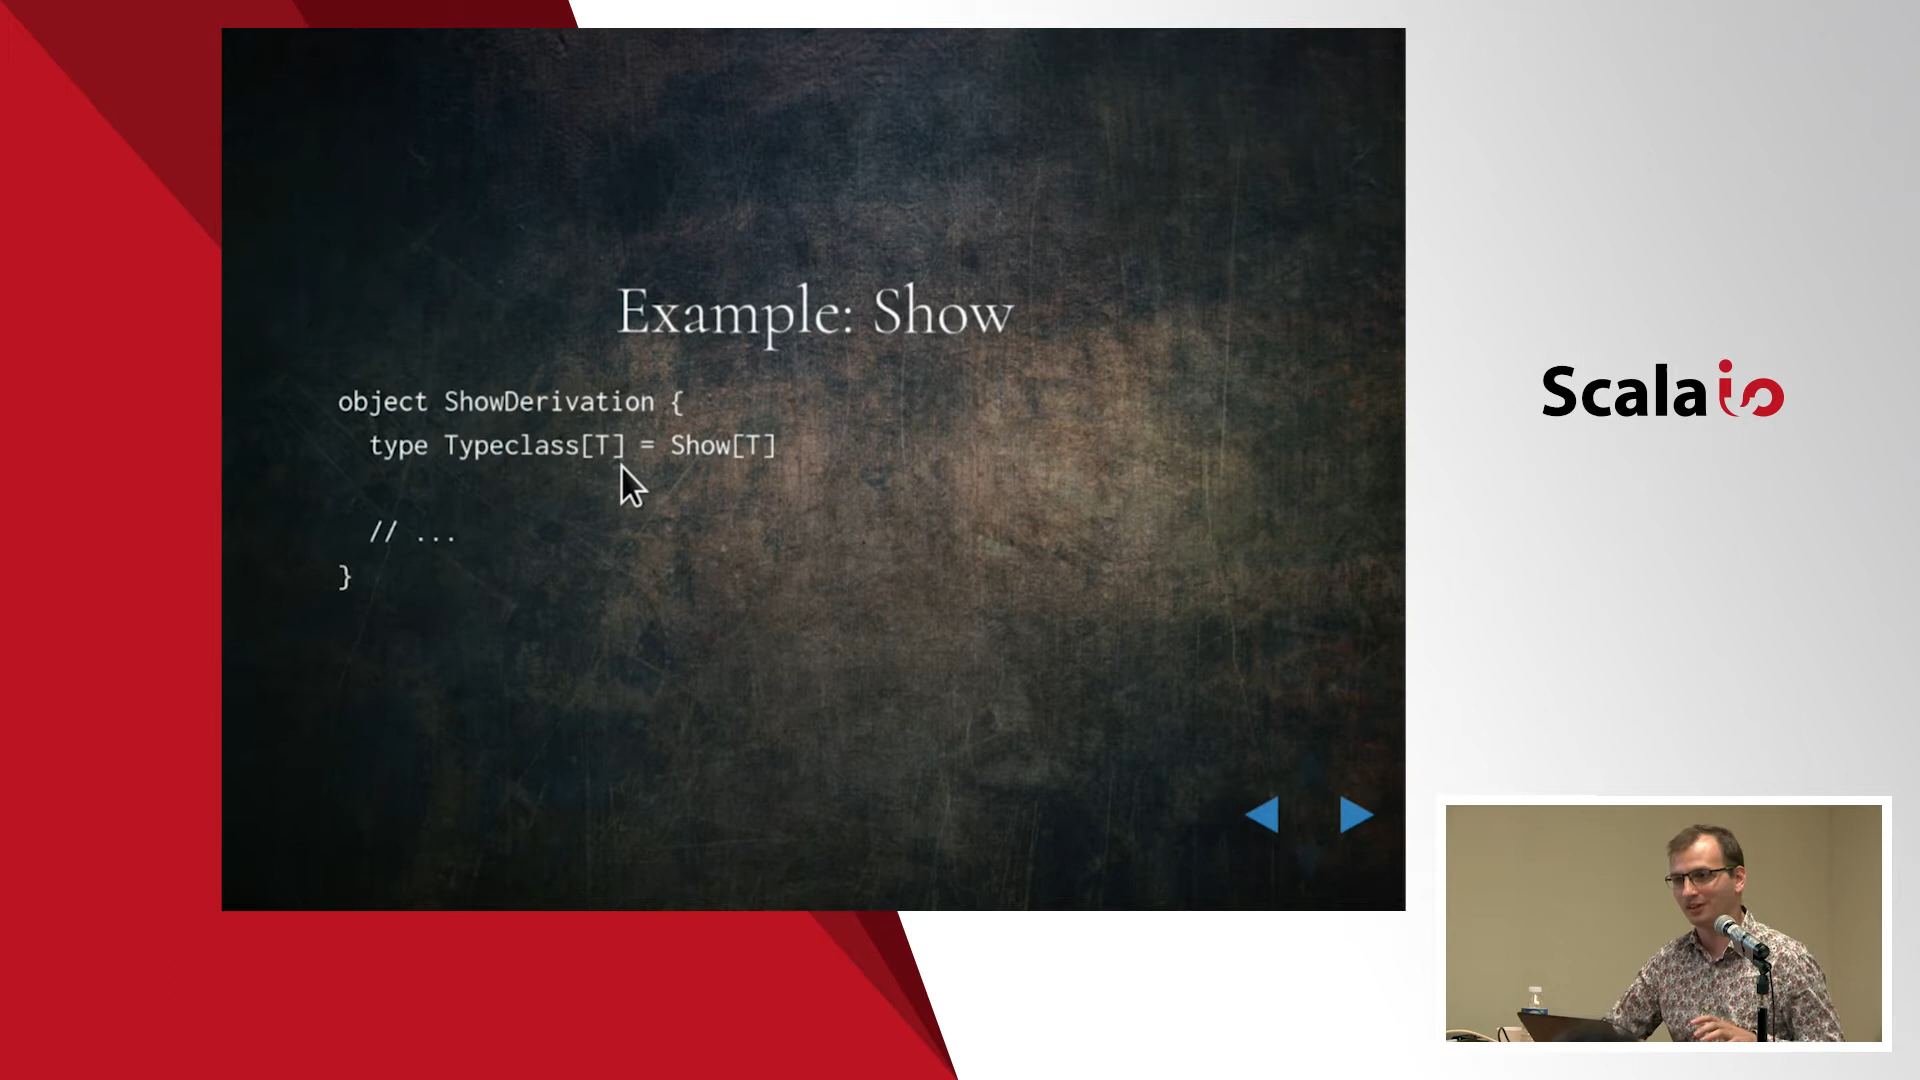 Example: Show
object ShowDerivation {
type Typeclass[T] = Show[T]
// ...
}
Scala io